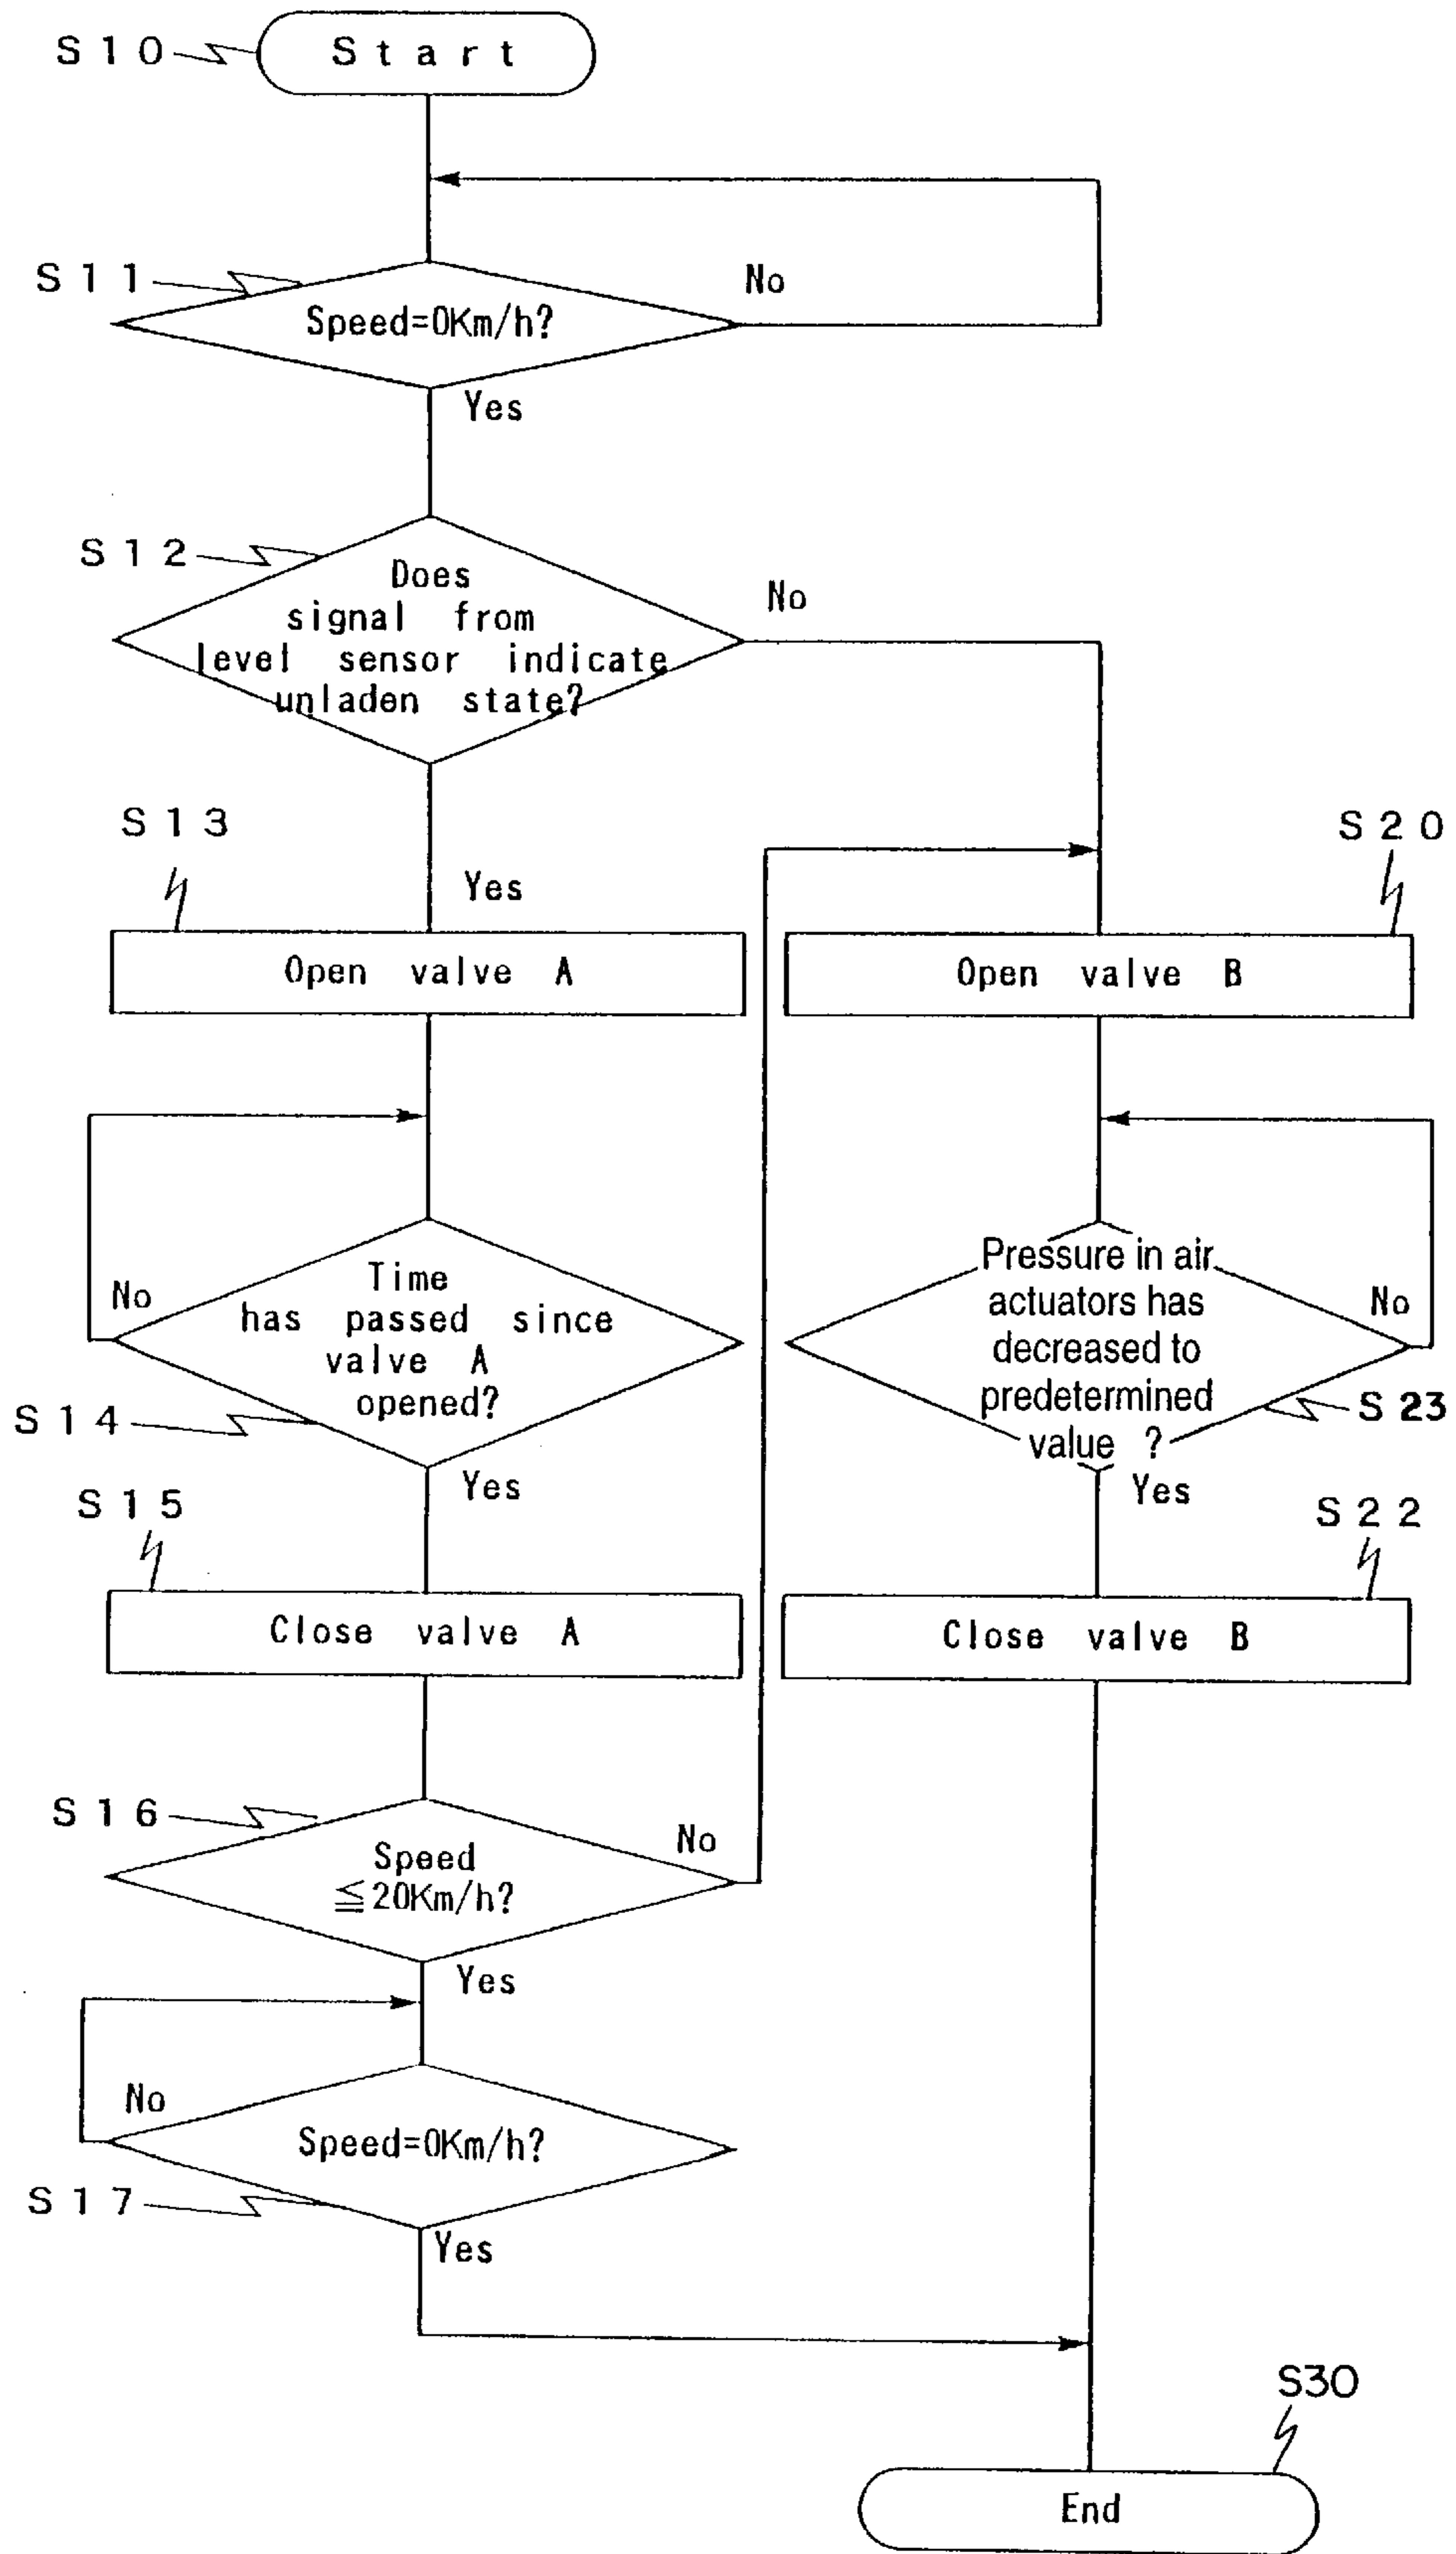 S10
Start
S11
Speed=0Km/h?
No
Yes
S12
Does
signal from
level sensor indicate
unladen state?
No
Yes
S13
Open valve A
S20
Open valve B
Time
has passed since
valve A
opened?
No
S14
Yes
Pressure in air
actuators has
decreased to
predetermined
value ?
No
S23
Yes
S15
Close valve A
S22
Close valve B
S16
Speed
≦20Km/h?
No
Yes
Speed=0Km/h?
No
S17
Yes
S30
End